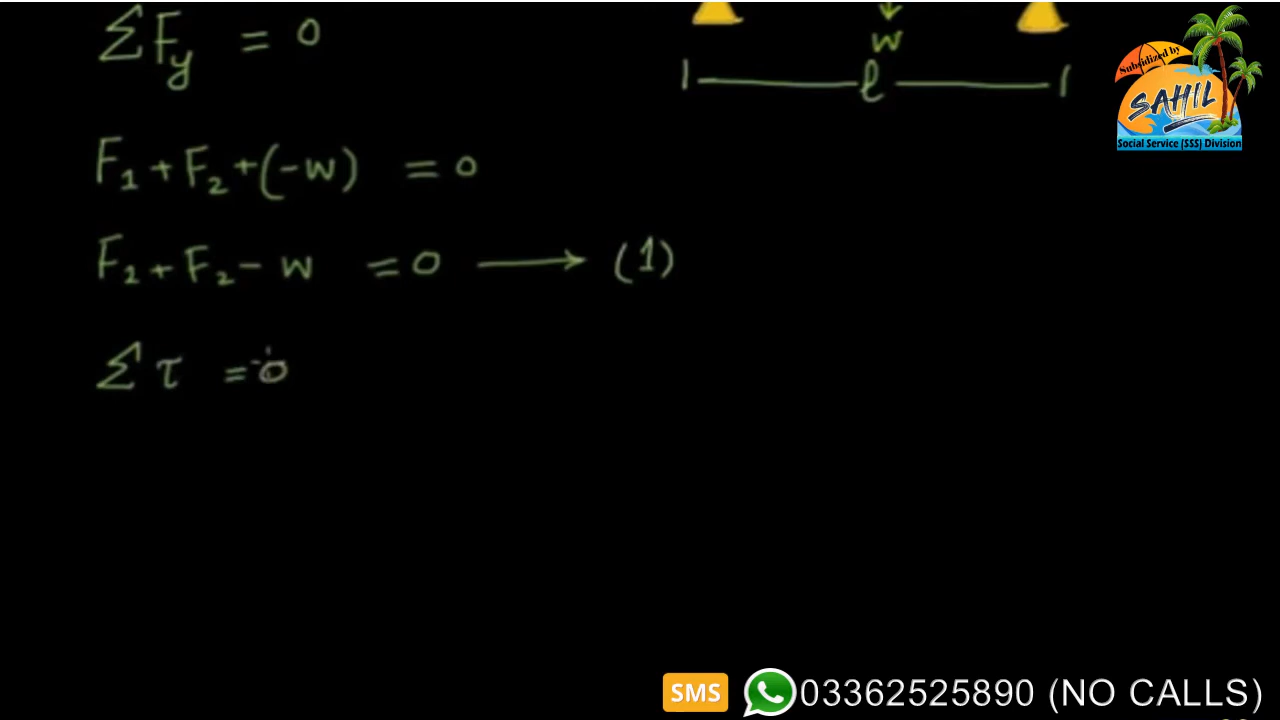 ΣFy = 0
w
l
F1 + F2 + (-w) = 0
F1 + F2 - w = 0 → (1)
Στ = 0
Subsidized by
SAHIL
Social Service (SSS) Division
SMS 03362525890 (NO CALLS)